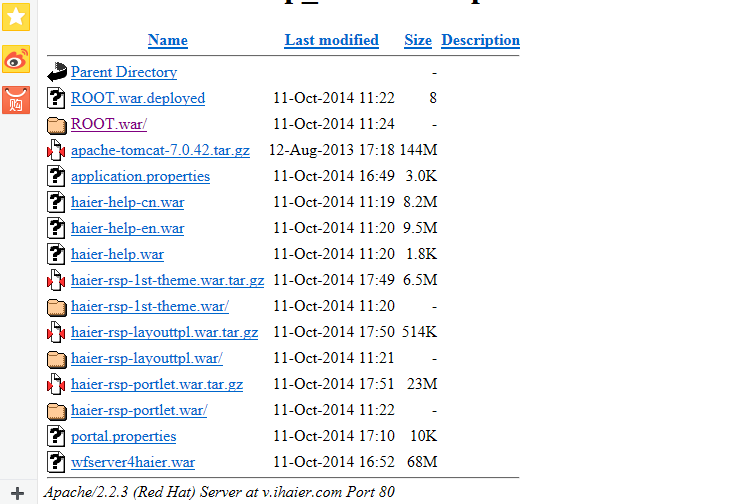 Name Last modified Size Description
Parent Directory -
ROOT.war.deployed 11-Oct-2014 11:22 8
ROOT.war/ 11-Oct-2014 11:24 -
apache-tomcat-7.0.42.tar.gz 12-Aug-2013 17:18 144M
application.properties 11-Oct-2014 16:49 3.0K
haier-help-cn.war 11-Oct-2014 11:19 8.2M
haier-help-en.war 11-Oct-2014 11:20 9.5M
haier-help.war 11-Oct-2014 11:20 1.8K
haier-rsp-1st-theme.war.tar.gz 11-Oct-2014 17:49 6.5M
haier-rsp-1st-theme.war/ 11-Oct-2014 11:20 -
haier-rsp-layouttpl.war.tar.gz 11-Oct-2014 17:50 514K
haier-rsp-layouttpl.war/ 11-Oct-2014 11:21 -
haier-rsp-portlet.war.tar.gz 11-Oct-2014 17:51 23M
haier-rsp-portlet.war/ 11-Oct-2014 11:22 -
portal.properties 11-Oct-2014 17:10 10K
wfserver4haier.war 11-Oct-2014 16:52 68M
Apache/2.2.3 (Red Hat) Server at v.ihaier.com Port 80
购